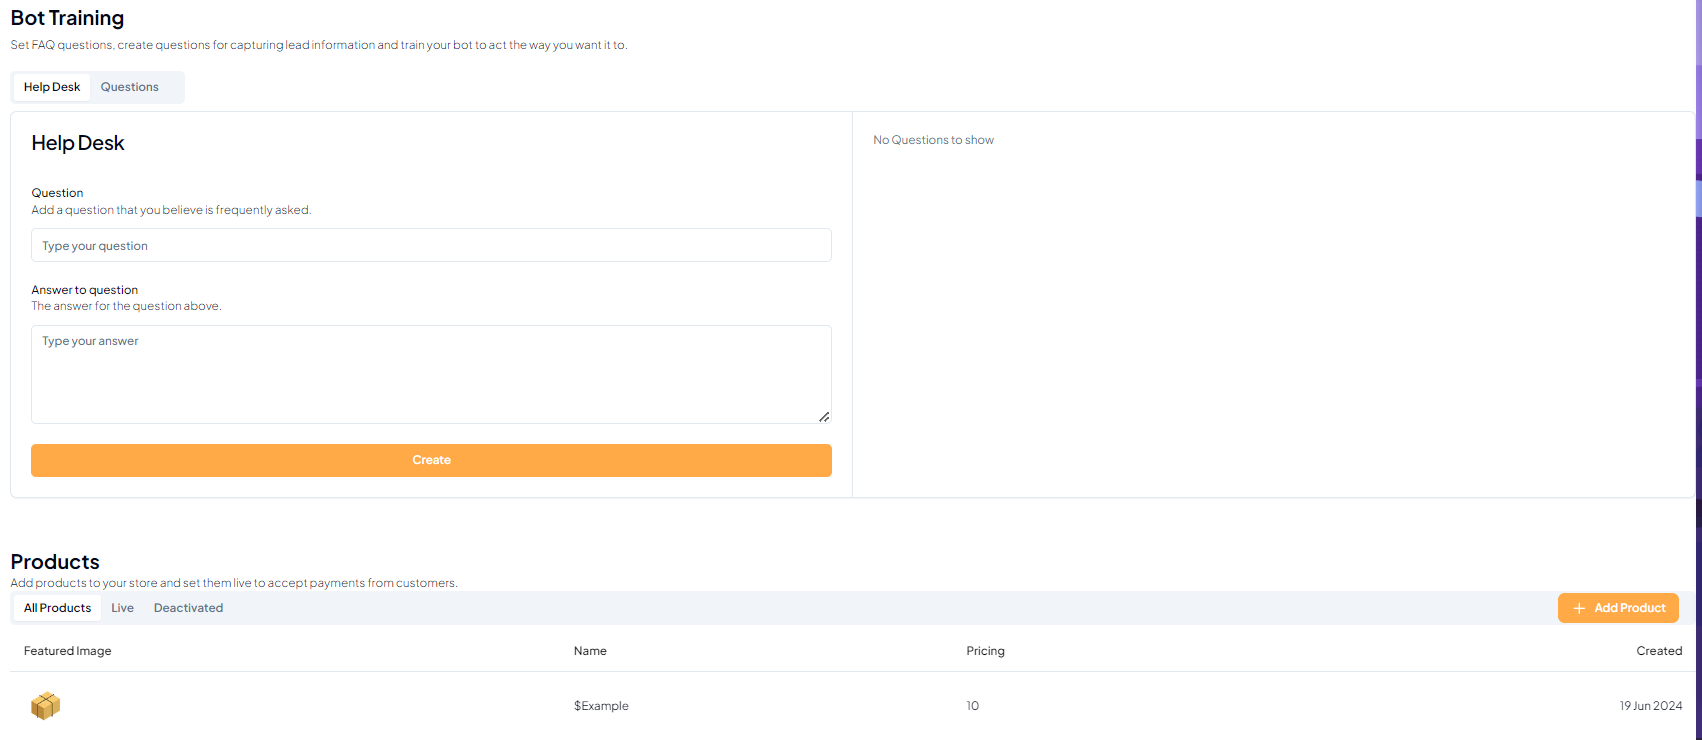 Bot Training
Set FAQ questions, create questions for capturing lead information and train your bot to act the way you want it to.
Help Desk Questions
Help Desk
No Questions to show
Question
Add a question that you believe is frequently asked.
Type your question
Answer to question
The answer for the question above.
Type your answer
Create
Products
Add products to your store and set them live to accept payments from customers.
All Products Live Deactivated + Add Product
Featured Image Name Pricing Created
$Example 10 19 Jun 2024